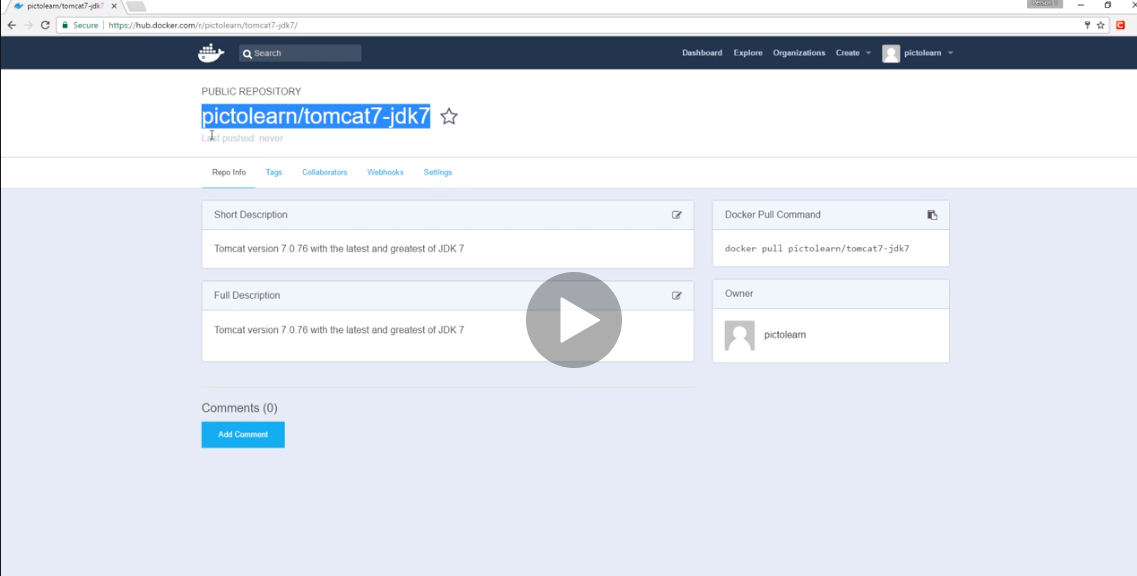 pictolearn/tomcat7-jdk7
Secure | https://hub.docker.com/r/pictolearn/tomcat7-jdk7/
Search
Dashboard Explore Organizations Create pictolearn
PUBLIC REPOSITORY
pictolearn/tomcat7-jdk7
Last pushed: never
Repo Info Tags Collaborators Webhooks Settings
Short Description
Tomcat version 7.0.76 with the latest and greatest of JDK 7
Docker Pull Command
docker pull pictolearn/tomcat7-jdk7
Full Description
Tomcat version 7.0.76 with the latest and greatest of JDK 7
Owner
pictolearn
Comments (0)
Add Comment